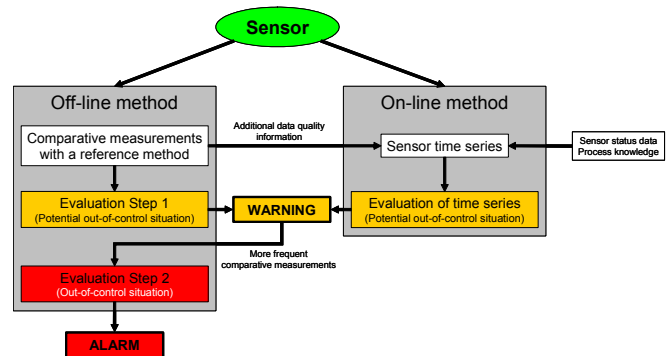 Sensor
Off-line method
On-line method
Comparative measurements
with a reference method
Additional data quality
information
Sensor time series
Sensor status data
Process knowledge
Evaluation Step 1
(Potential out-of-control situation)
WARNING
Evaluation of time series
(Potential out-of-control situation)
More frequent
comparative measurements
Evaluation Step 2
(Out-of-control situation)
ALARM